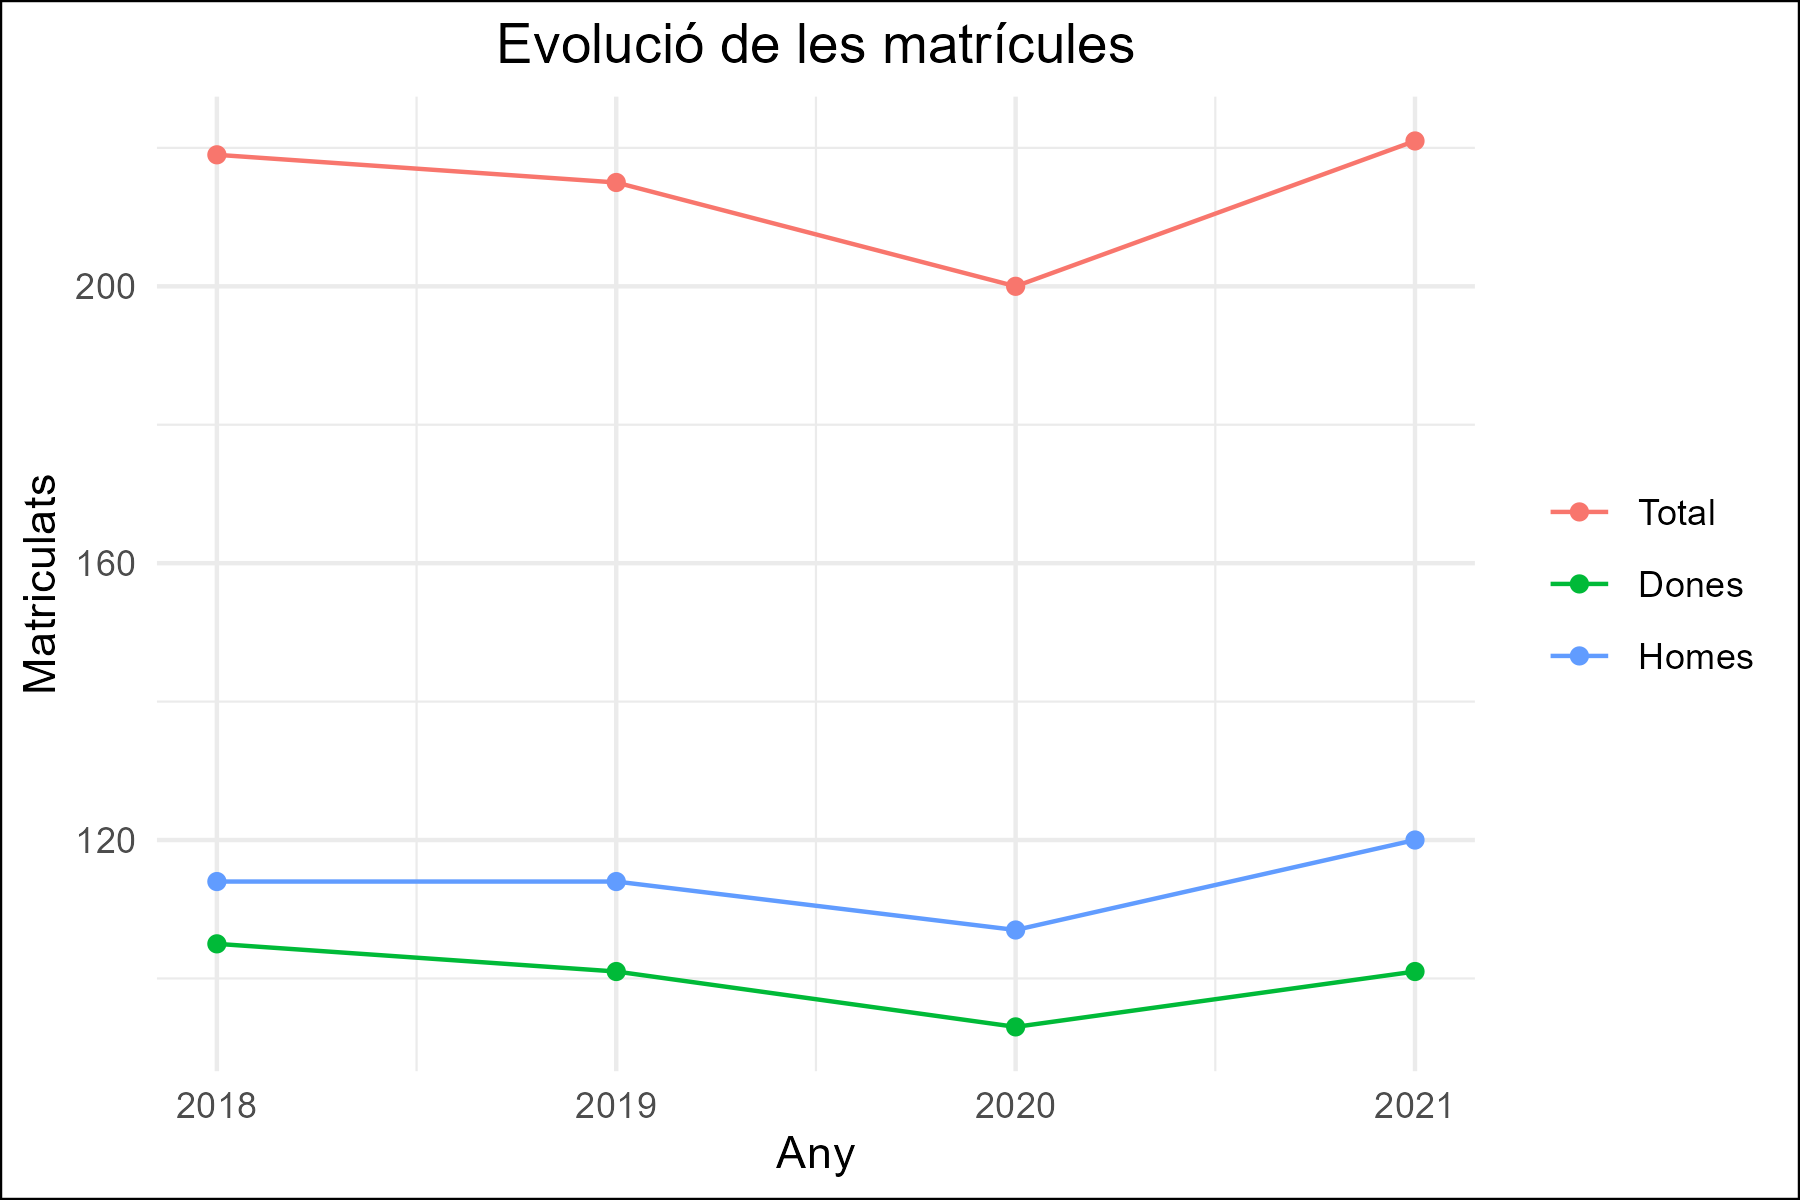 Evolució de les matrícules
Matriculats
200
160
120
2018 2019 2020 2021
Any
Total
Dones
Homes